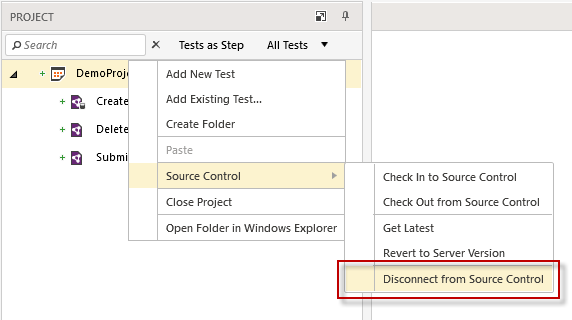 PROJECT
Search Tests as Step All Tests
DemoProj
Create
Delete
Submi
Add New Test
Add Existing Test...
Create Folder
Paste
Source Control
Close Project
Open Folder in Windows Explorer
Check In to Source Control
Check Out from Source Control
Get Latest
Revert to Server Version
Disconnect from Source Control